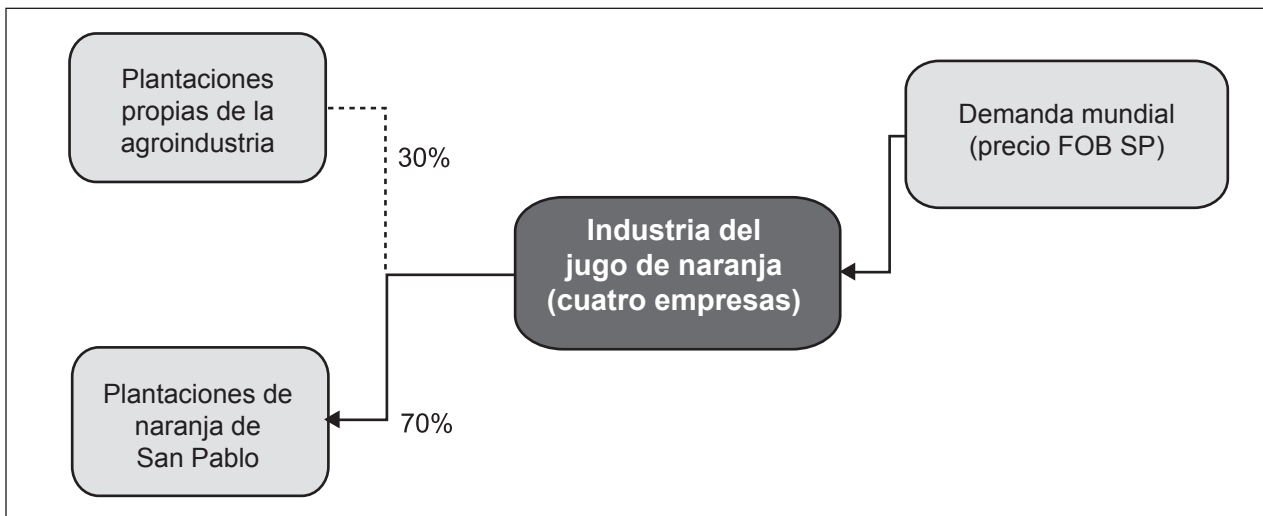 Plantaciones
propias de la
agroindustria
30%
Demanda mundial
(precio FOB SP)
Industria del
jugo de naranja
(cuatro empresas)
Plantaciones de
naranja de
San Pablo
70%